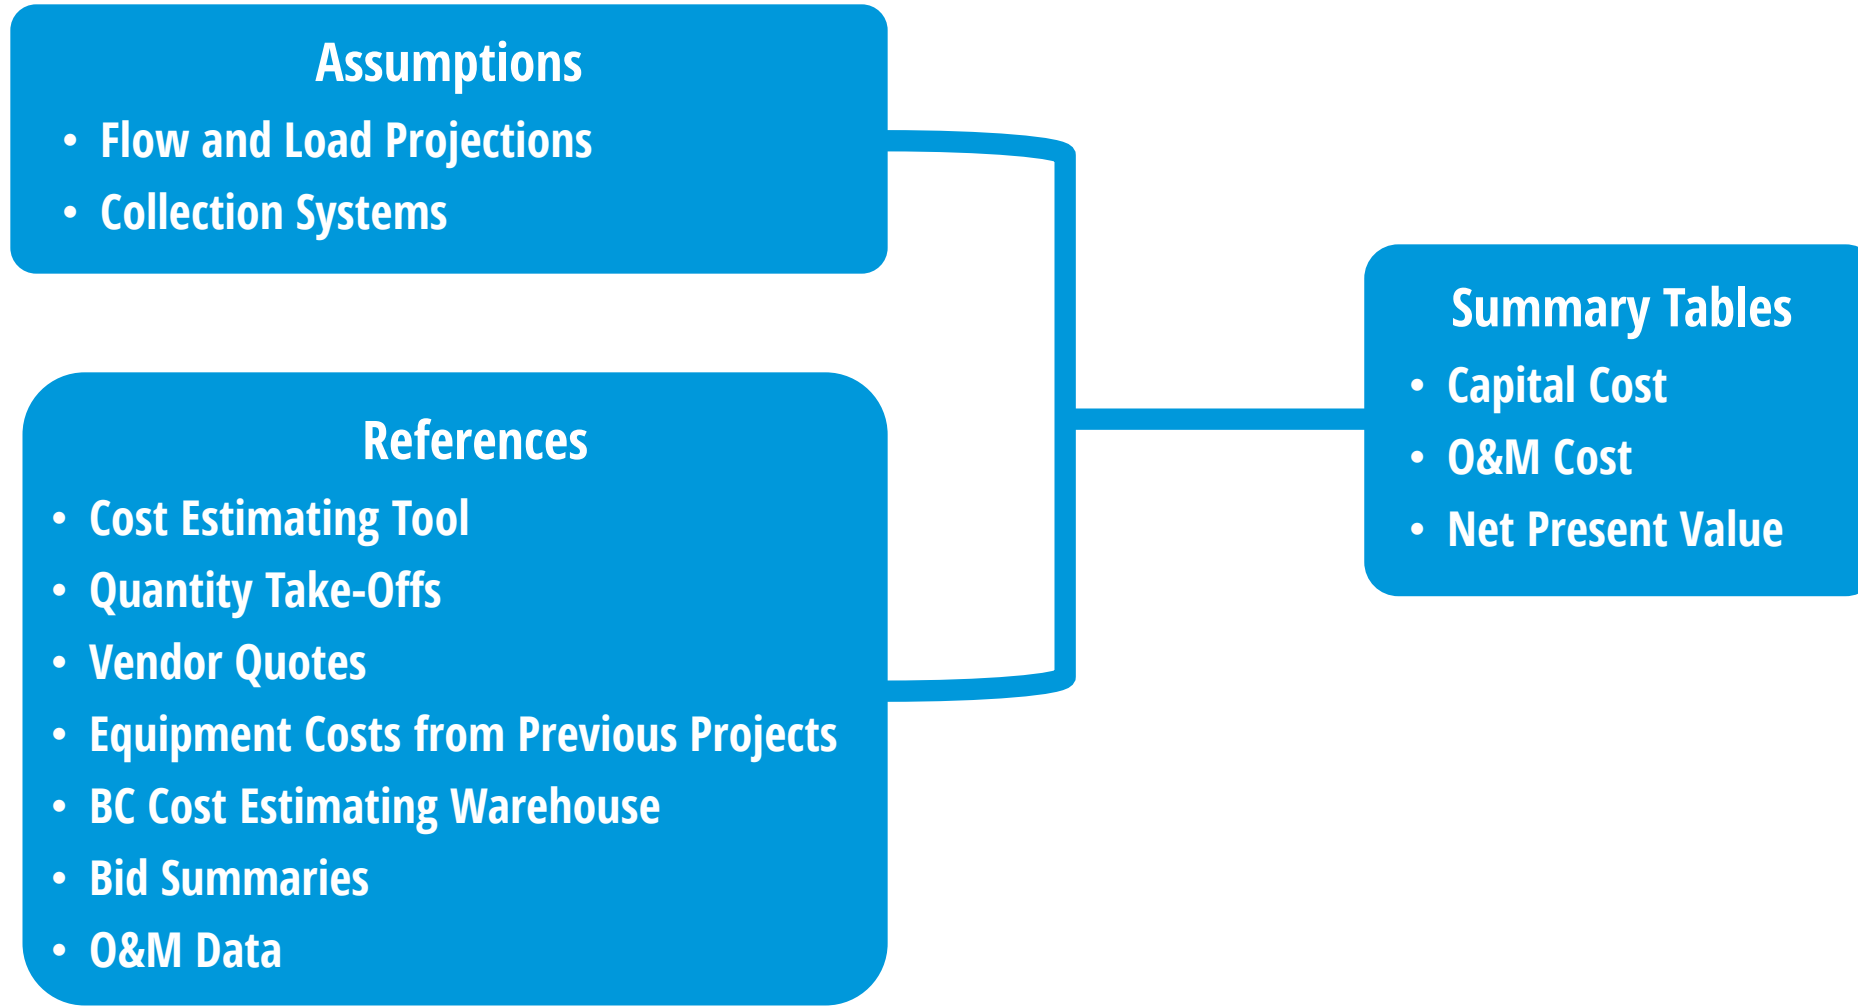 Assumptions
• Flow and Load Projections
• Collection Systems
References
• Cost Estimating Tool
• Quantity Take-Offs
• Vendor Quotes
• Equipment Costs from Previous Projects
• BC Cost Estimating Warehouse
• Bid Summaries
• O&M Data
Summary Tables
• Capital Cost
• O&M Cost
• Net Present Value